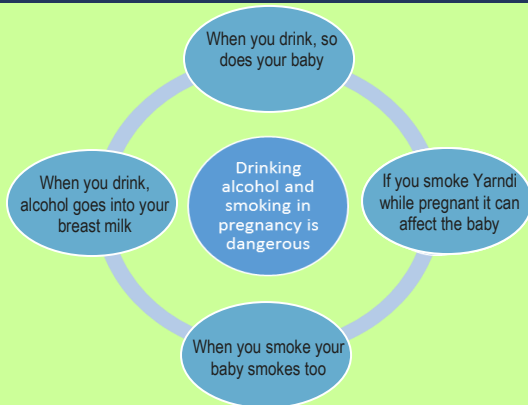 When you drink, so
does your baby
When you drink,
alcohol goes into your
breast milk
Drinking
alcohol and
smoking in
pregnancy is
dangerous
If you smoke Yarndi
while pregnant it can
affect the baby
When you smoke your
baby smokes too